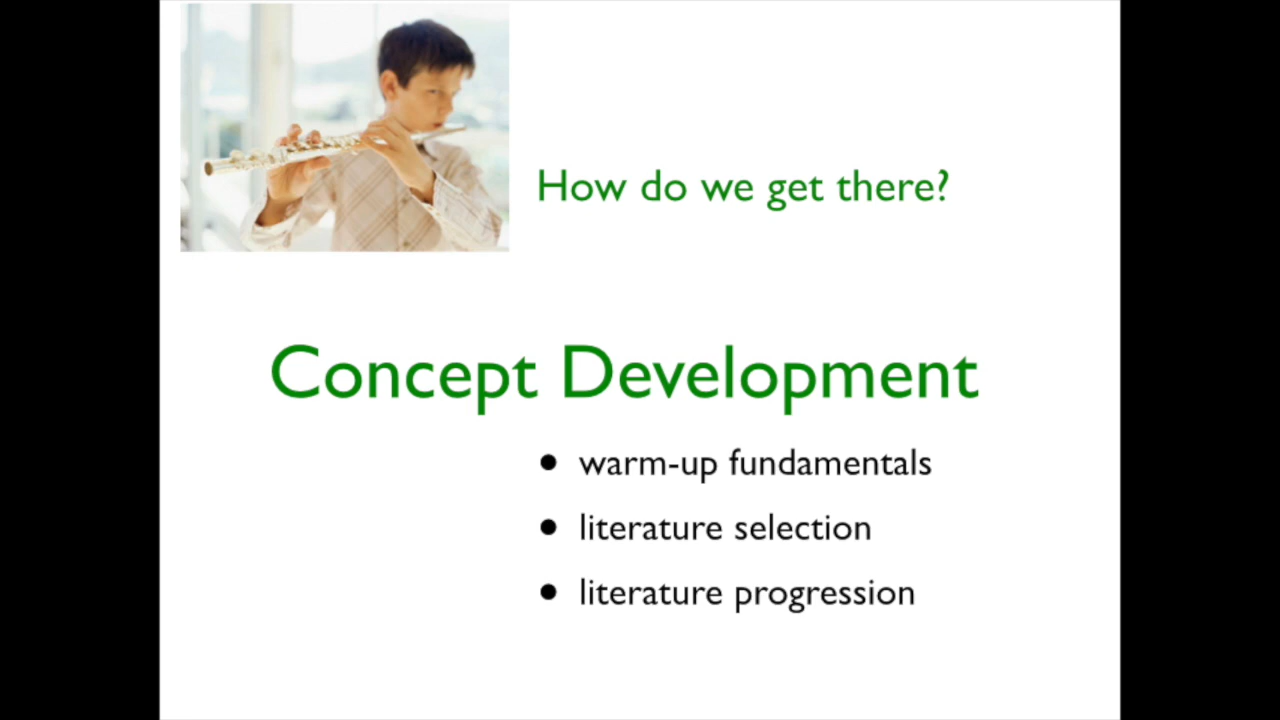 How do we get there?
Concept Development
• warm-up fundamentals
• literature selection
• literature progression